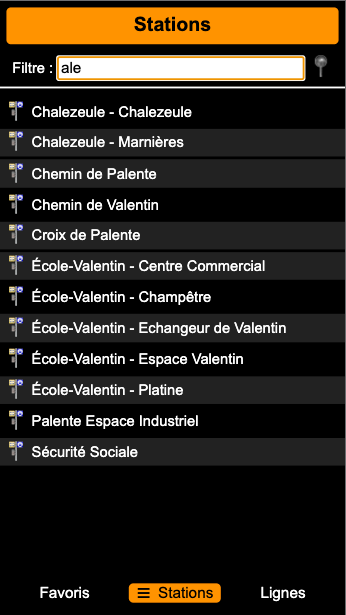 Stations
Filtre : ale
Chalezeule - Chalezeule
Chalezeule - Marnières
Chemin de Palente
Chemin de Valentin
Croix de Palente
École-Valentin - Centre Commercial
École-Valentin - Champêtre
École-Valentin - Echangeur de Valentin
École-Valentin - Espace Valentin
École-Valentin - Platine
Palente Espace Industriel
Sécurité Sociale
Favoris Stations Lignes